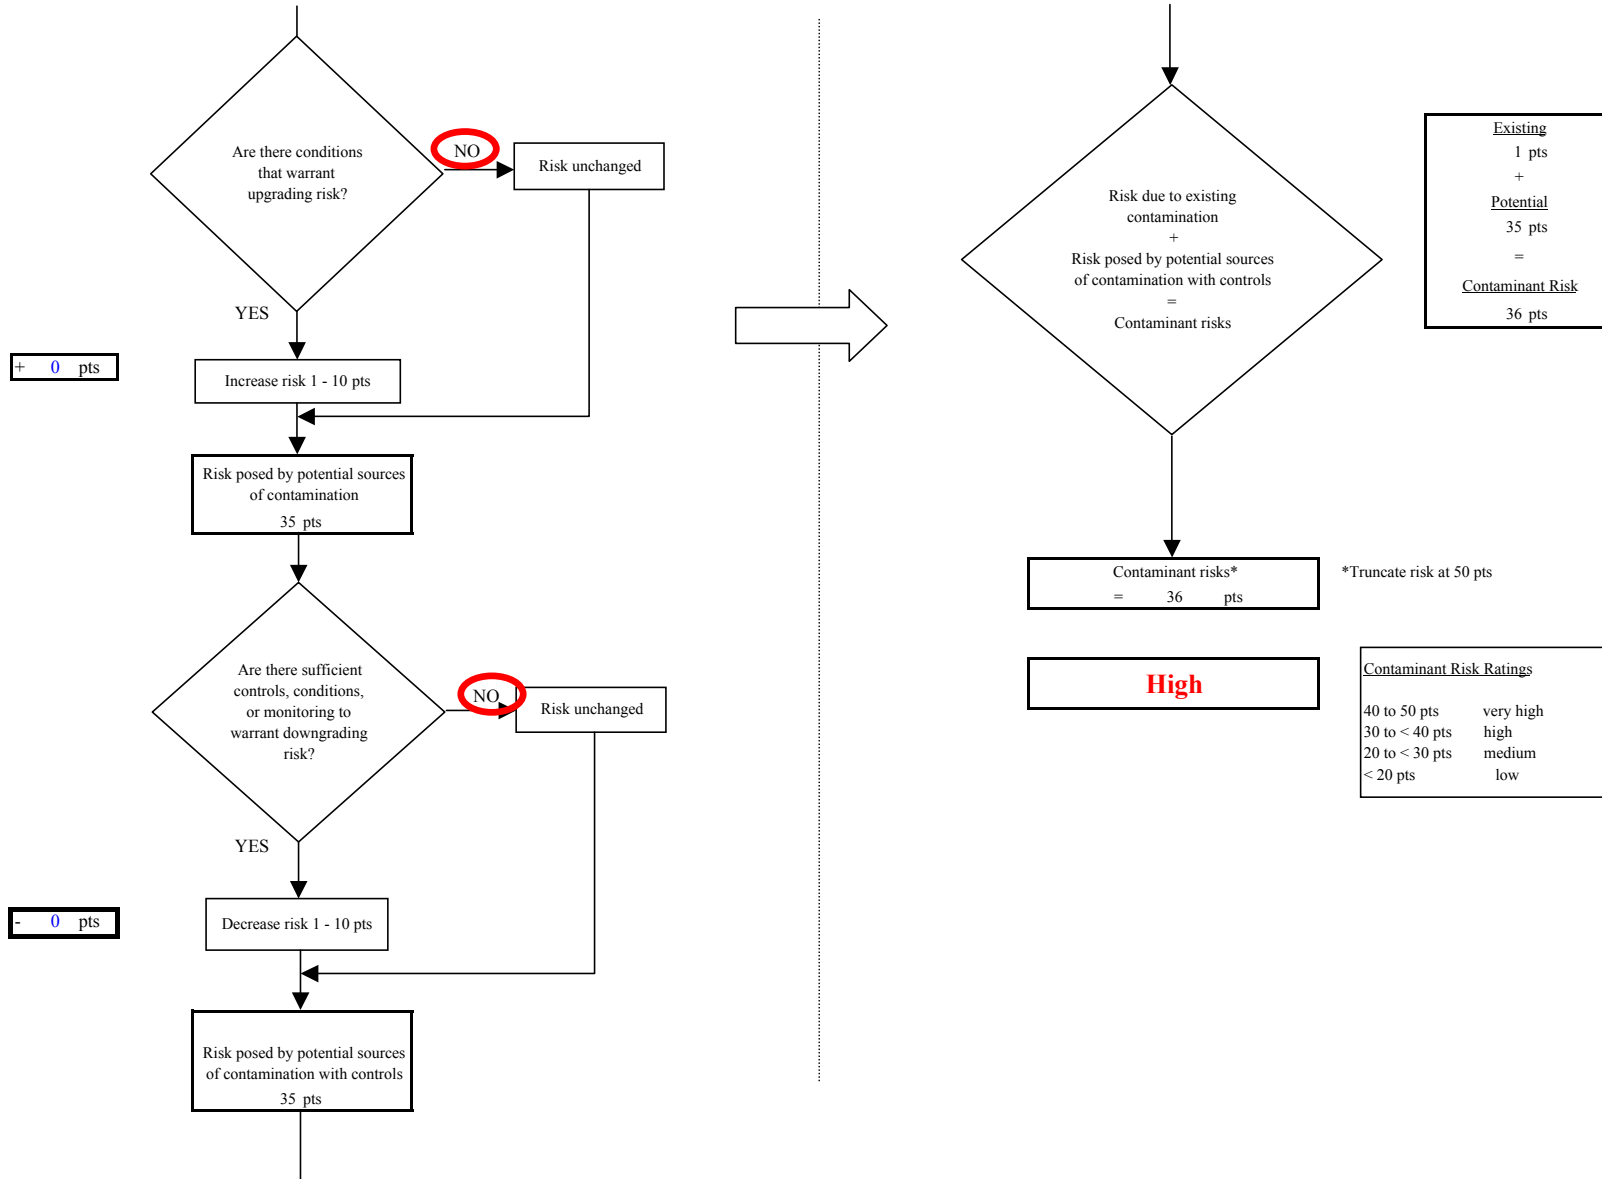 Are there conditions
that warrant
upgrading risk?
NO
Risk unchanged
YES
+ 0 pts
Increase risk 1 - 10 pts
Risk posed by potential sources
of contamination
35 pts
Are there sufficient
controls, conditions,
or monitoring to
warrant downgrading
risk?
NO
Risk unchanged
YES
- 0 pts
Decrease risk 1 - 10 pts
Risk posed by potential sources
of contamination with controls
35 pts
Risk due to existing
contamination
+
Risk posed by potential sources
of contamination with controls
=
Contaminant risks
Existing
1 pts
+
Potential
35 pts
=
Contaminant Risk
36 pts
Contaminant risks*
= 36 pts
*Truncate risk at 50 pts
High
Contaminant Risk Ratings
40 to 50 pts very high
30 to < 40 pts high
20 to < 30 pts medium
< 20 pts low